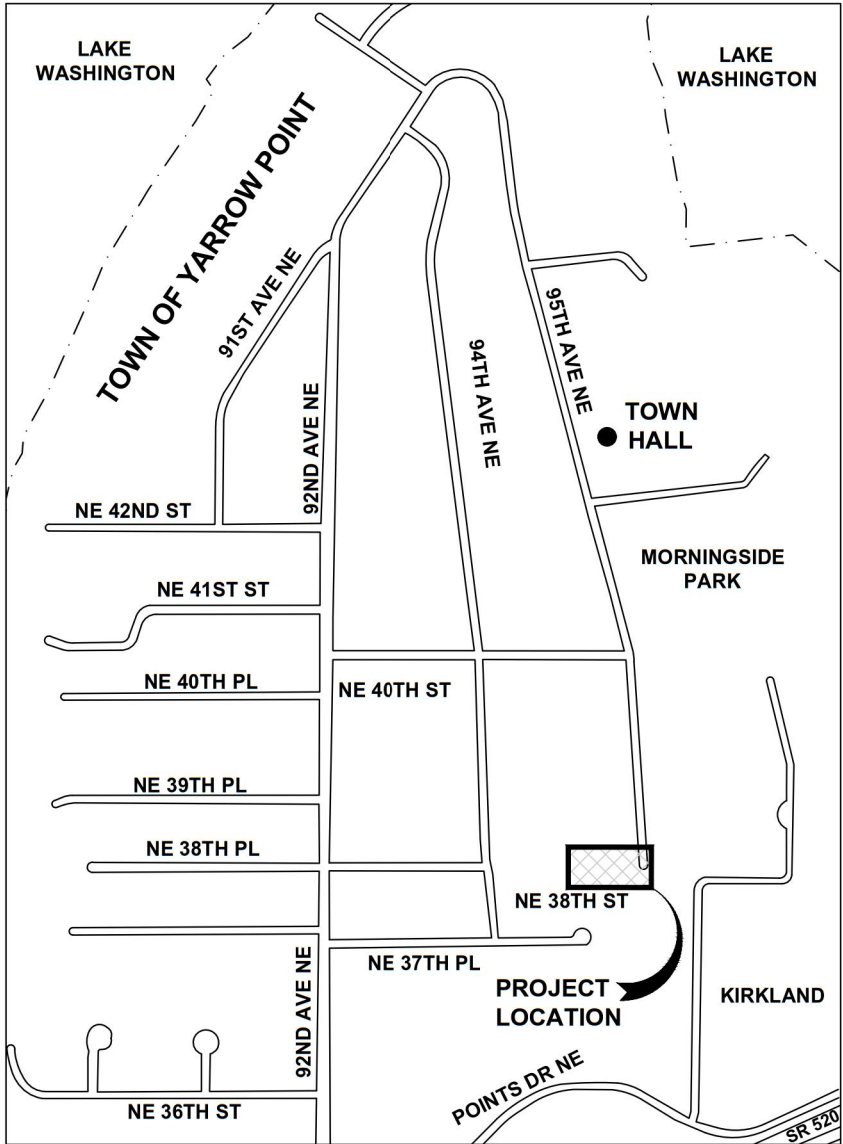 LAKE
WASHINGTON
LAKE
WASHINGTON
TOWN OF YARROW POINT
91ST AVE NE
95TH AVE NE
94TH AVE NE
92ND AVE NE
TOWN
HALL
NE 42ND ST
MORNINGSIDE
PARK
NE 41ST ST
NE 40TH PL
NE 40TH ST
NE 39TH PL
NE 38TH PL
NE 38TH ST
NE 37TH PL
92ND AVE NE
PROJECT
LOCATION
KIRKLAND
POINTS DR NE
NE 36TH ST
SR 520